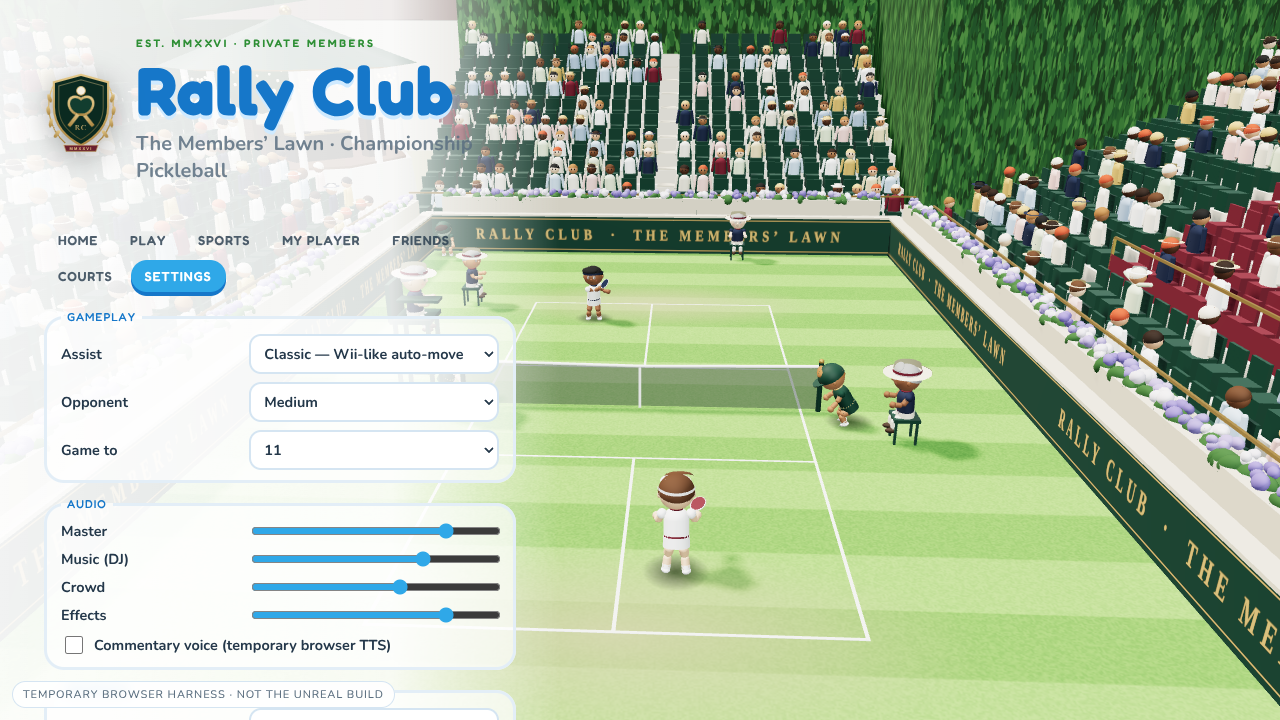 EST. MMXXVI · PRIVATE MEMBERS
Rally Club
The Members’ Lawn · Championship
Pickleball
RC
MMXXVI
HOME PLAY SPORTS MY PLAYER FRIENDS
COURTS SETTINGS
GAMEPLAY
Assist Classic — Wii-like auto-move
Opponent Medium
Game to 11
AUDIO
Master
Music (DJ)
Crowd
Effects
Commentary voice (temporary browser TTS)
TEMPORARY BROWSER HARNESS · NOT THE UNREAL BUILD
RALLY CLUB · THE MEMBERS’ LAWN
RALLY CLUB · THE MEMBERS’ LAWN
RALLY CLUB · THE ME